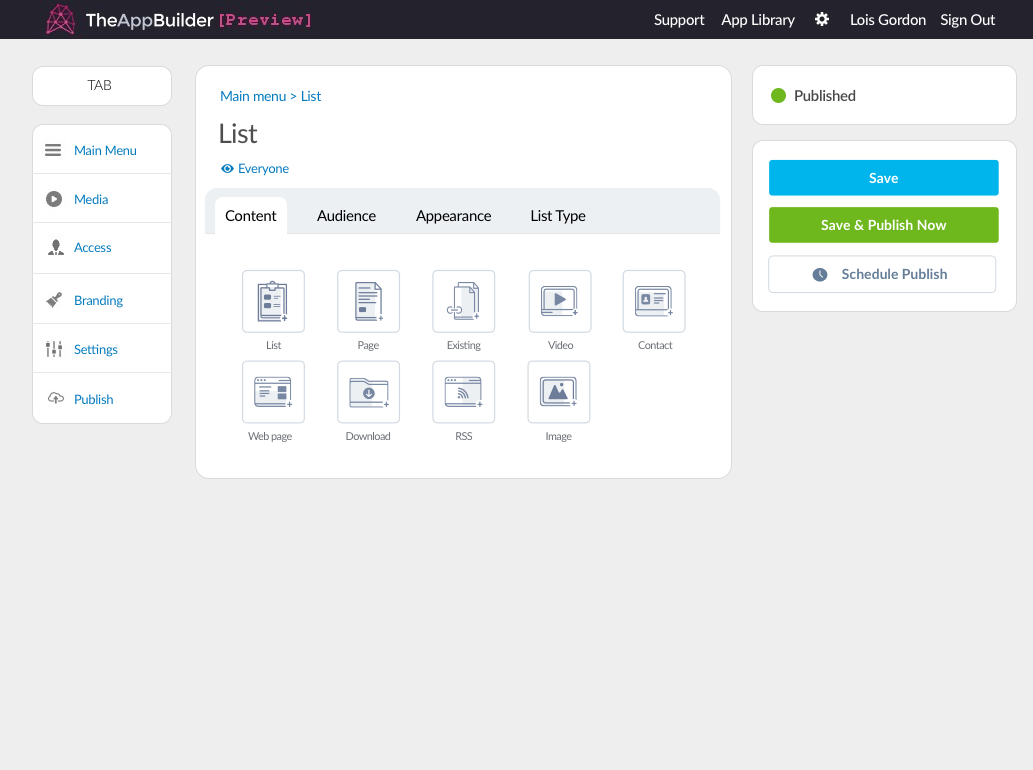 TheAppBuilder [Preview]
Support App Library Lois Gordon Sign Out
TAB
Main Menu
Media
Access
Branding
Settings
Publish
Main menu > List
List
Everyone
Content Audience Appearance List Type
List Page Existing Video Contact
Web page Download RSS Image
Published
Save
Save & Publish Now
Schedule Publish